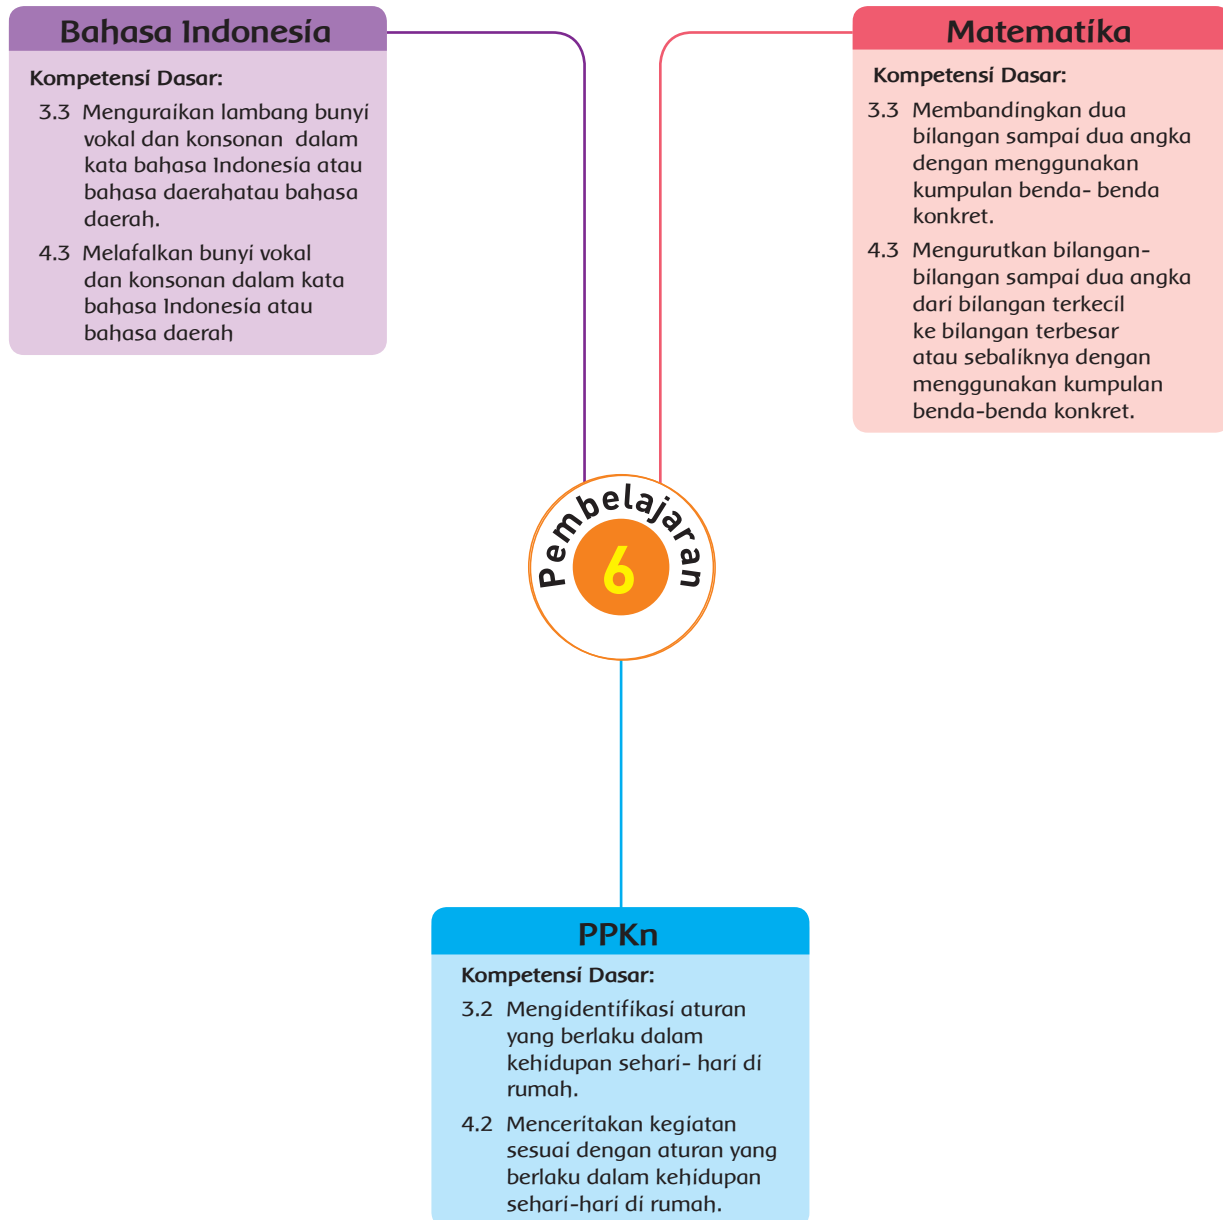 Bahasa Indonesia
Kompetensi Dasar:
3.3 Menguraikan lambang bunyi
vokal dan konsonan dalam
kata bahasa Indonesia atau
bahasa daerahatau bahasa
daerah.
4.3 Melafalkan bunyi vokal
dan konsonan dalam kata
bahasa Indonesia atau
bahasa daerah
Matematika
Kompetensi Dasar:
3.3 Membandingkan dua
bilangan sampai dua angka
dengan menggunakan
kumpulan benda- benda
konkret.
4.3 Mengurutkan bilangan-
bilangan sampai dua angka
dari bilangan terkecil
ke bilangan terbesar
atau sebaliknya dengan
menggunakan kumpulan
benda-benda konkret.
Pembelajaran
6
PPKn
Kompetensi Dasar:
3.2 Mengidentifikasi aturan
yang berlaku dalam
kehidupan sehari- hari di
rumah.
4.2 Menceritakan kegiatan
sesuai dengan aturan yang
berlaku dalam kehidupan
sehari-hari di rumah.